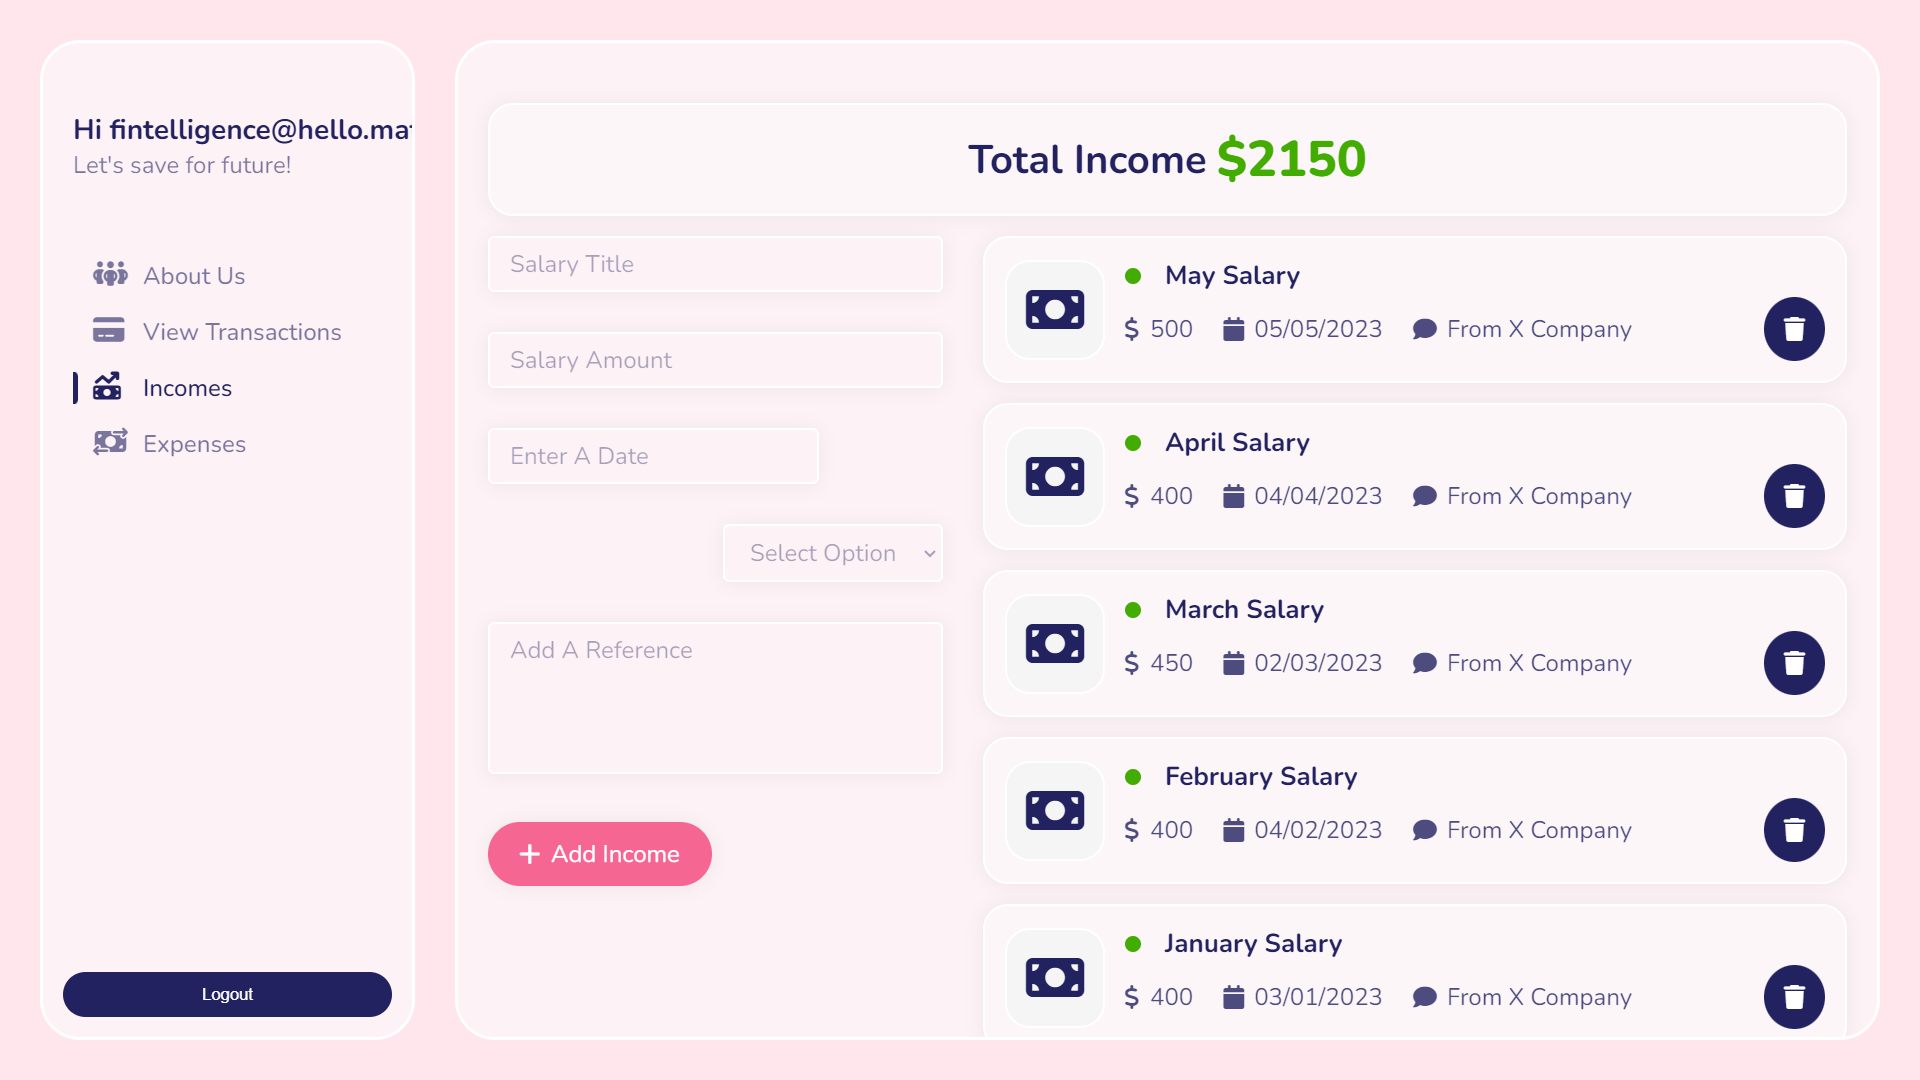 Hi fintelligence@hello.ma
Let's save for future!
About Us
View Transactions
Incomes
Expenses
Logout
Total Income $2150
Salary Title
Salary Amount
Enter A Date
Select Option
Add A Reference
+ Add Income
May Salary
$ 500 05/05/2023 From X Company
April Salary
$ 400 04/04/2023 From X Company
March Salary
$ 450 02/03/2023 From X Company
February Salary
$ 400 04/02/2023 From X Company
January Salary
$ 400 03/01/2023 From X Company